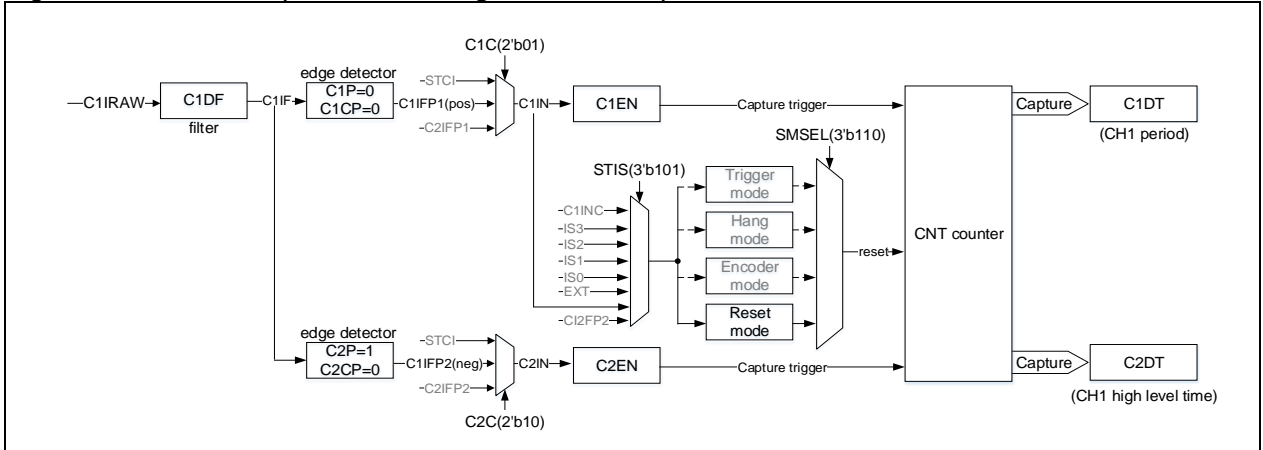 C1C(2'b01)
edge detector
C1IRAW
C1DF
filter
C1IF
C1P=0
C1CP=0
STCI
C1IFP1(pos)
C2IFP1
C1IN
C1EN
Capture trigger
Capture
C1DT
(CH1 period)
SMSEL(3'b110)
STIS(3'b101)
C1INC
IS3
IS2
IS1
IS0
EXT
CI2FP2
Trigger
mode
Hang
mode
Encoder
mode
Reset
mode
reset
CNT counter
edge detector
C2P=1
C2CP=0
STCI
C1IFP2(neg)
C2IFP2
C2IN
C2EN
Capture trigger
Capture
C2DT
(CH1 high level time)
C2C(2'b10)